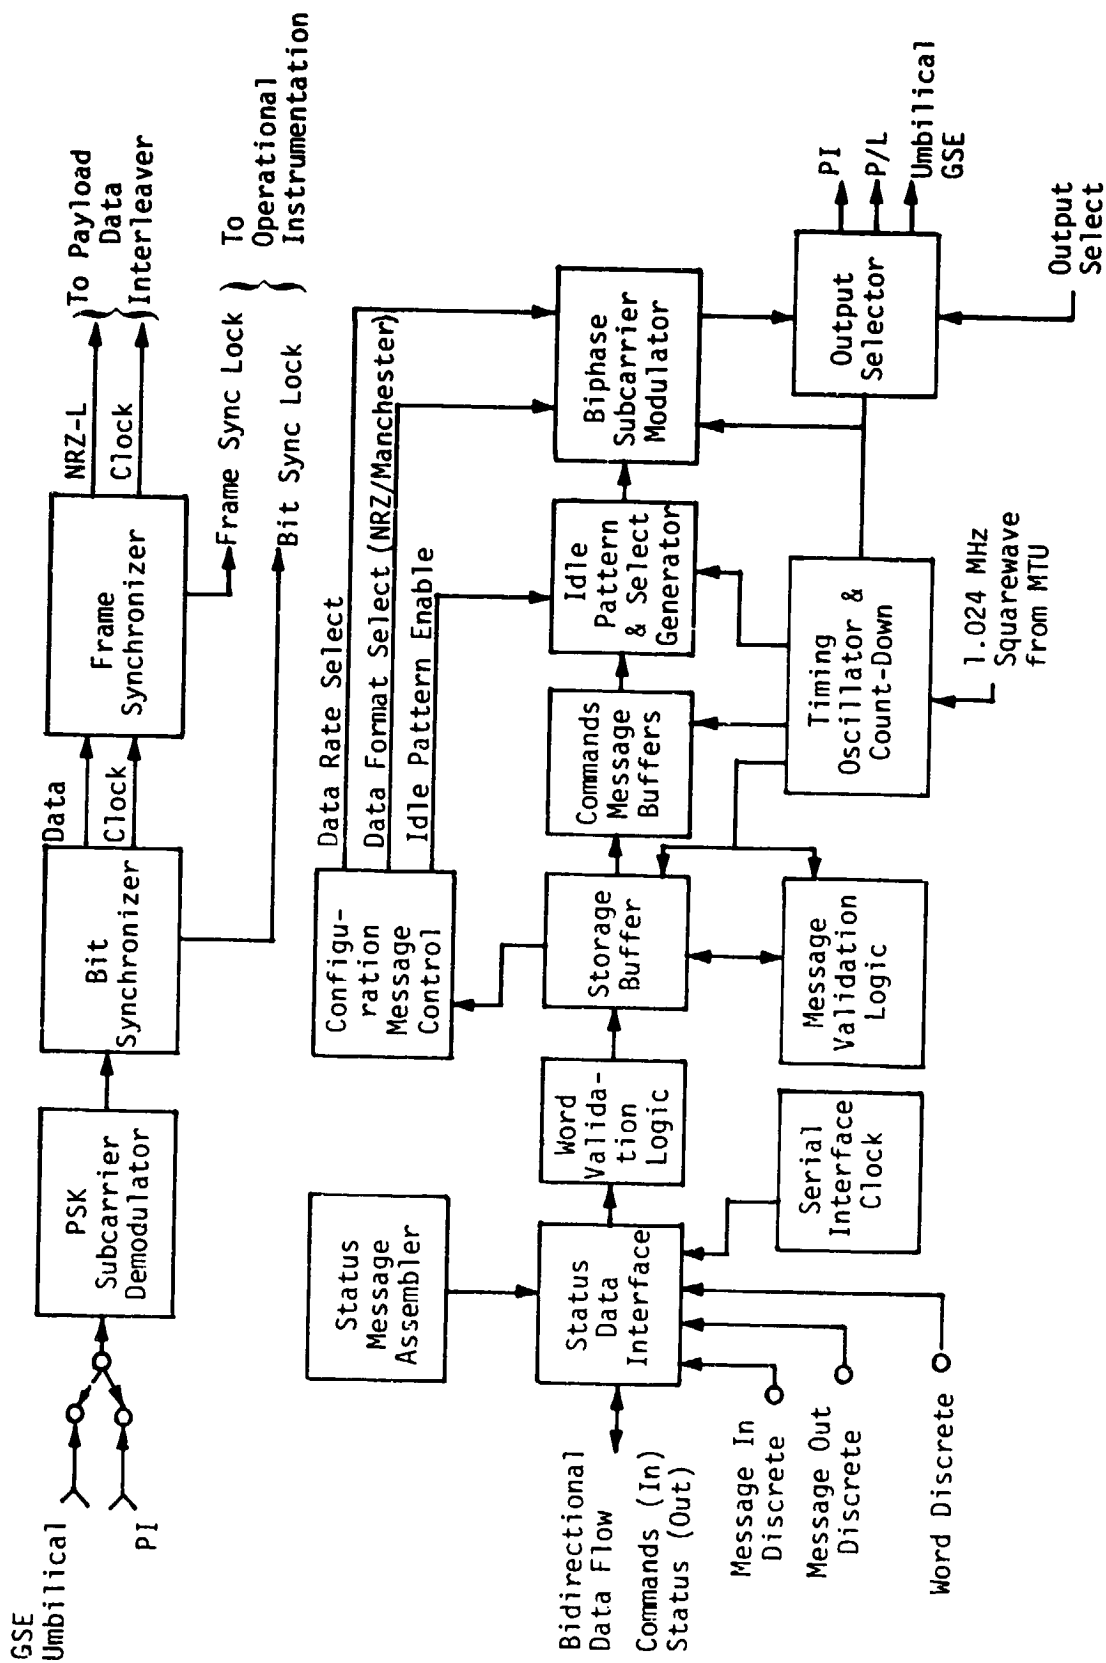 GSE
Umbilical
PI
PSK
Subcarrier
Demodulator
Bit
Synchronizer
Data
Clock
Frame
Synchronizer
NRZ-L
Clock
To Payload
Data
Interleaver
Frame Sync Lock
Bit Sync Lock
To
Operational
Instrumentation
Status
Message
Assembler
Configu-
ration
Message
Control
Data Rate Select
Data Format Select (NRZ/Manchester)
Idle Pattern Enable
Bidirectional
Data Flow
Commands (In)
Status (Out)
Status
Data
Interface
Word
Valida-
tion
Logic
Storage
Buffer
Commands
Message
Buffers
Idle
Pattern
& Select
Generator
Biphase
Subcarrier
Modulator
Message In
Discrete
Message Out
Discrete
Word Discrete
Serial
Interface
Clock
Message
Validation
Logic
Timing
Oscillator &
Count-Down
1.024 MHz
Squarewave
from MTU
Output
Selector
PI
P/L
Umbilical
GSE
Output
Select